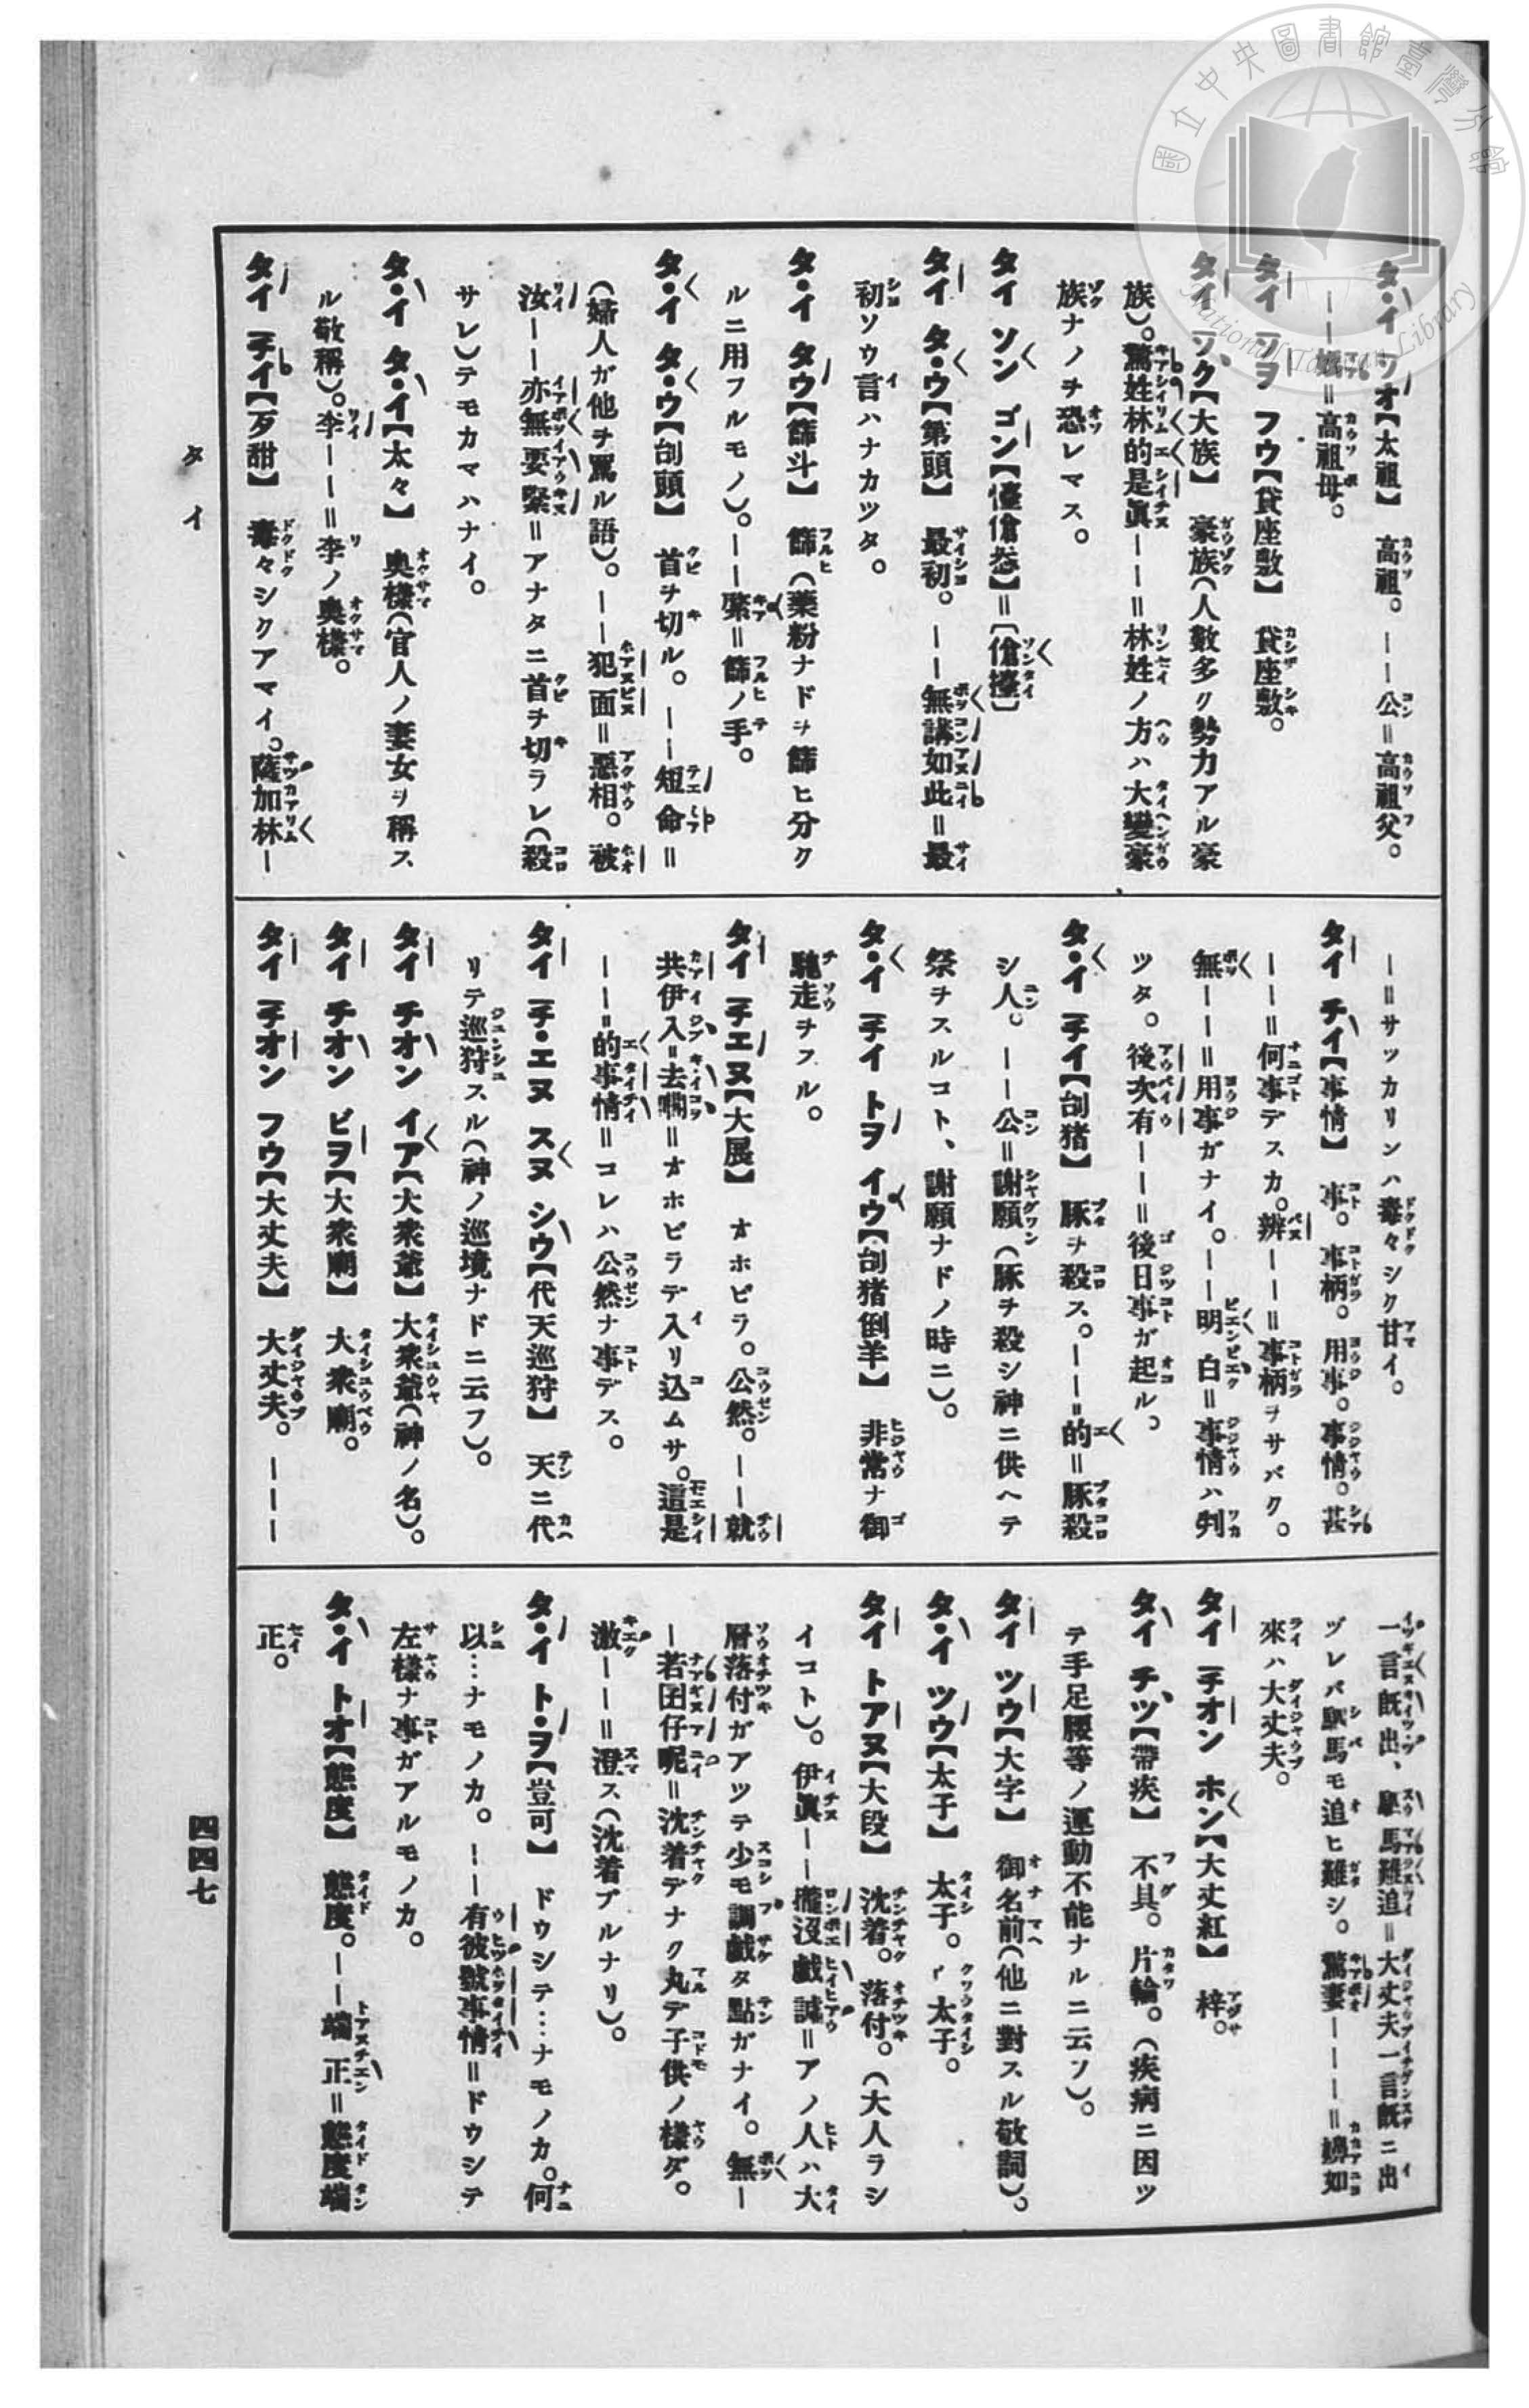 國立中央圖書館臺灣分館
National Taiwan Library
タイ ソオ【太祖】 高祖。——公=高祖父。
——媽=高祖母。
タイ ソヲ フウ【貸座敷】 貸座敷。
タイ ソク【大族】 豪族(人數多ク勢力アル豪
族)。驚姓林的是眞——=林姓ノ方ハ大變豪
族ナノヲ恐レマス。
タイ ソン ゴン
タイ タウ【第頭】 最初。——無講如此=最
初ソウ言ハナカツタ。
タイ タウ【篩斗】 篩(藥粉ナドヲ篩ヒ分ク
ルニ用フルモノ)。——篩ノ手。
タイ タウ【刣頭】 首ヲ切ル。——短命=
(婦人ガ他ヲ罵ル語)。——犯面=惡相。被
汝——亦無要緊=アナタニ首ヲ切ラレ(殺
サレ)テモカマハナイ。
タイ タイ【太々】 奥樣(官人ノ妻女ヲ稱ス
ル敬稱)。李——=李ノ奥樣。
タイ チイ【歹甜】 毒々シクアマイ。薩加林—
—=サッカリンハ毒々シク甘イ。
タイ チイ【事情】 事。事柄。用事。事情。甚
——=何事デスカ。辨——=事柄ヲサバク。
無——=用事ガナイ。——明白=事情ハ判
ツタ。後次有——=後日事ガ起ル。
タイ チイ【刣猪】 豚ヲ殺ス。——的=豚殺
シ人。——公=謝願(豚ヲ殺シ神ニ供ヘテ
祭ヲスルコト、謝願ナドノ時ニ)。
タイ チイ トヲ イウ【刣猪倒羊】 非常ナ御
馳走ヲフル。
タイ チエヌ【大展】 オホピラ。公然。——就
共伊入去嘓=オホピラデ入リ込ムサ。這是
——的事情=コレハ公然ナ事デス。
タイ チエヌ スヌ シウ【代天巡狩】 天ニ代
リテ巡狩スル(神ノ巡境ナドニ云フ)。
タイ チオン イア【大衆爺】 大衆爺(神ノ名)。
タイ チオン ビヲ【大衆廟】 大衆廟。
タイ チオン フウ【大丈夫】 大丈夫。———
一言既出、駟馬難追=大丈夫一言既ニ出
ヅレバ駟馬モ追ヒ難シ。驚妻———=嬶如
來ハ大丈夫。
タイ チオン ホン【大丈紅】 梓。
タイ チツ【帶疾】 不具。片輪。(疾病ニ因ツ
テ手足腰等ノ運動不能ナルニ云フ)。
タイ ツウ【大字】 御名前(他ニ對スル敬詞)。
タイ ツウ【太子】 太子。皇太子。
タイ トアヌ【大段】 沈着。落付。(大人ラシ
イコト)。伊眞——攏沒戲謔=アノ人ハ大
層落付ガアツテ少モ調戲タ點ガナイ。無—
—若囝仔呢=沈着デナク丸デ子供ノ樣ダ。
激——=澄ス(沈着ブルナリ)。
タイ トヲ【豈可】 ドウシテ…ナモノカ。何
以…ナモノカ。——有彼號事情=ドウシテ
左樣ナ事ガアルモノカ。
タイ トオ【態度】 態度。——端正=態度端
正。
タイ
四四七